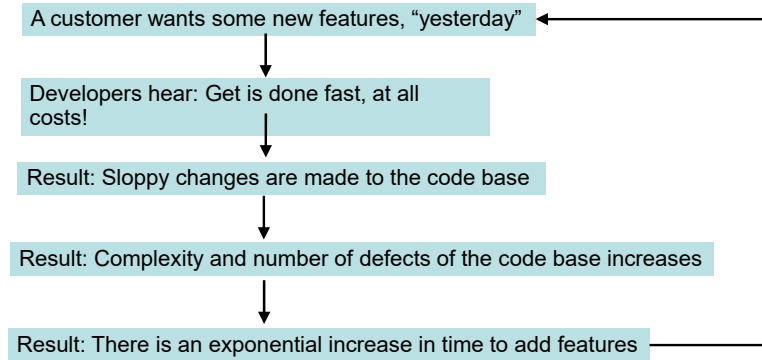 A customer wants some new features, “yesterday”
Developers hear: Get is done fast, at all
costs!
Result: Sloppy changes are made to the code base
Result: Complexity and number of defects of the code base increases
Result: There is an exponential increase in time to add features